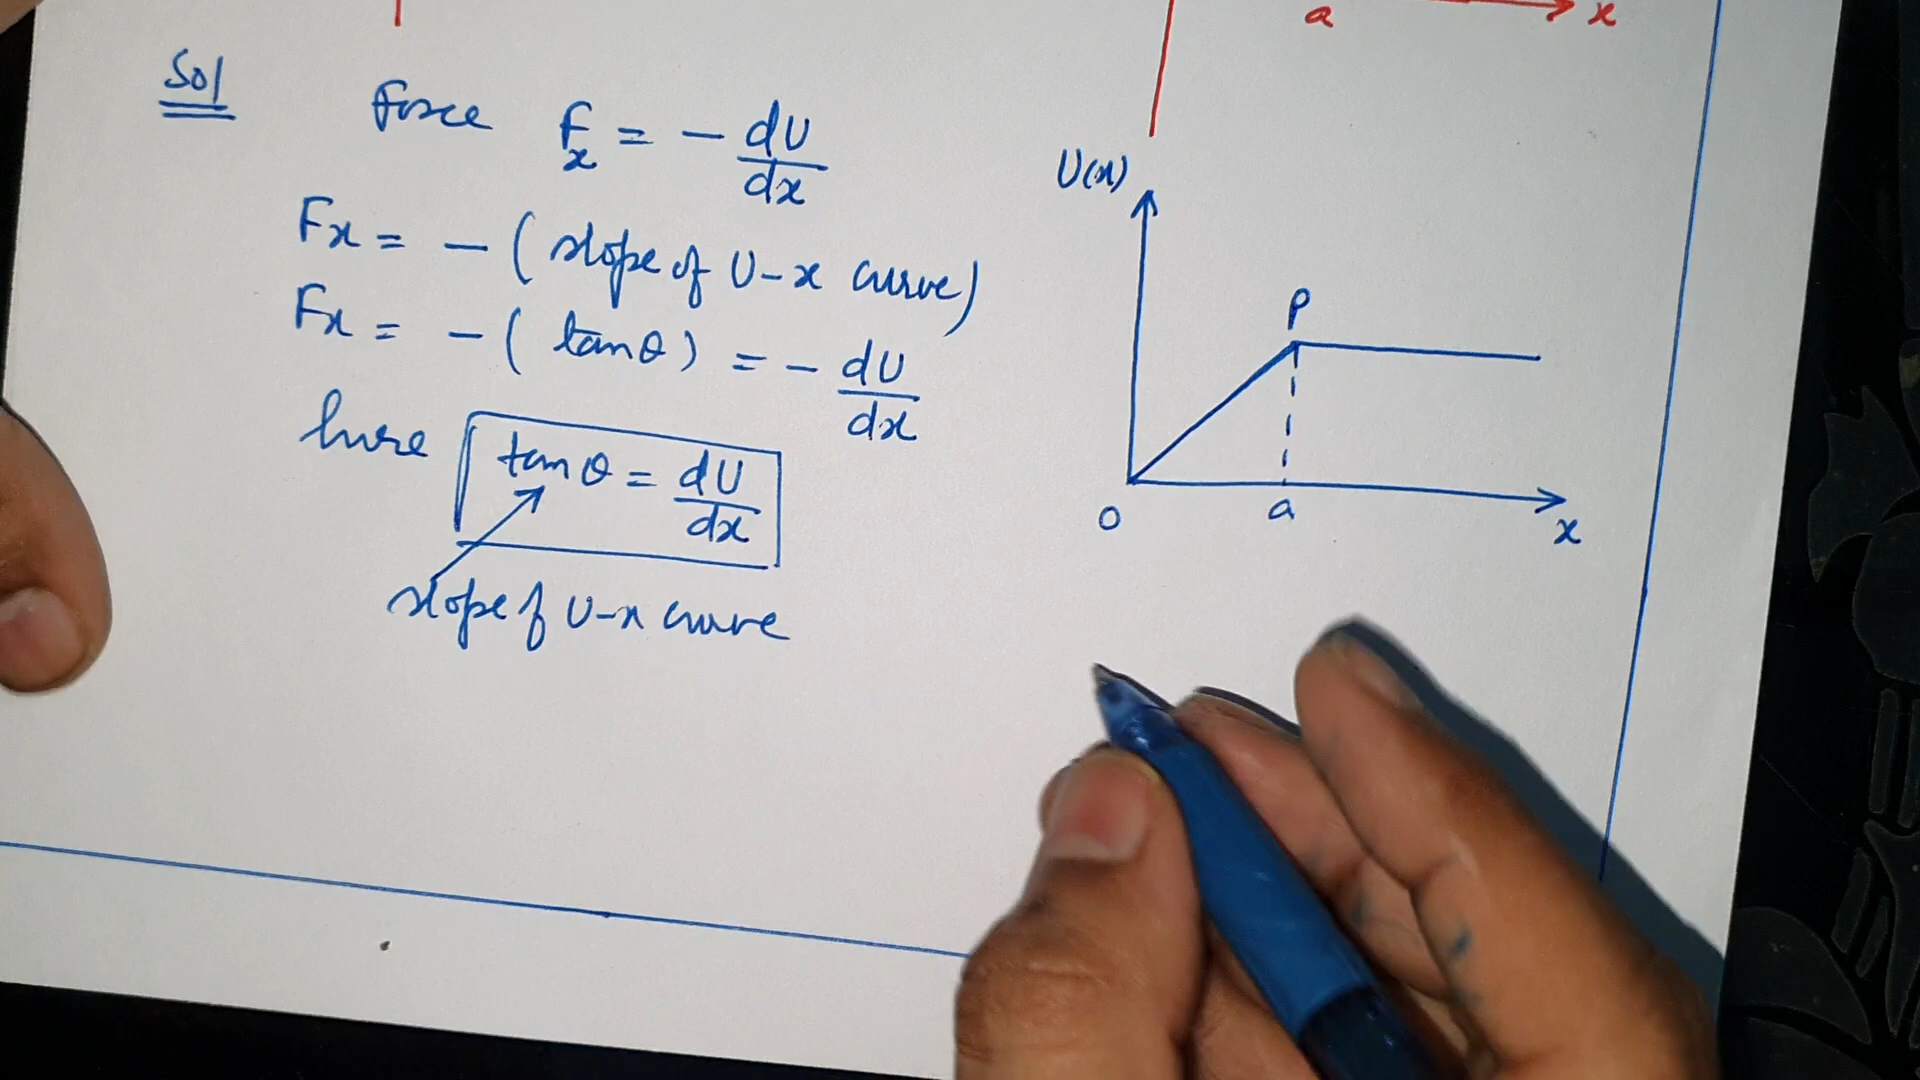 a x
Sol
Force Fx = - dU/dx
Fx = - (slope of U-x curve)
Fx = - (tanθ) = - dU/dx
here tanθ = dU/dx
slope of U-x curve
U(x)
P
O a x